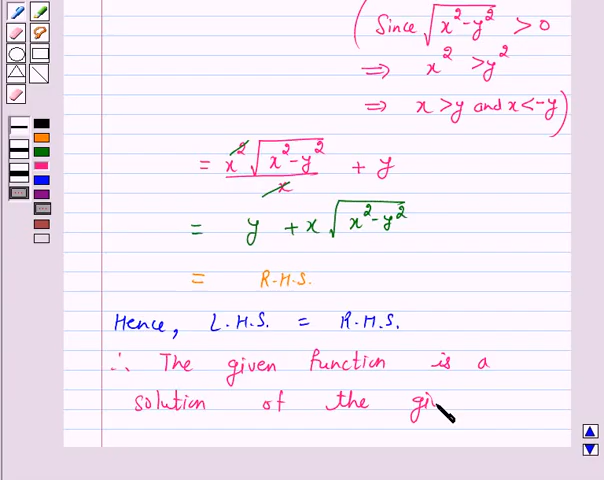 (Since √x²-y² > 0
⇒ x² > y²
⇒ x > y and x < -y)
= x²√x²-y² / x + y
= y + x √x²-y²
= R.H.S.
Hence, L.H.S. = R.H.S.
∴ The given function is a
solution of the gi